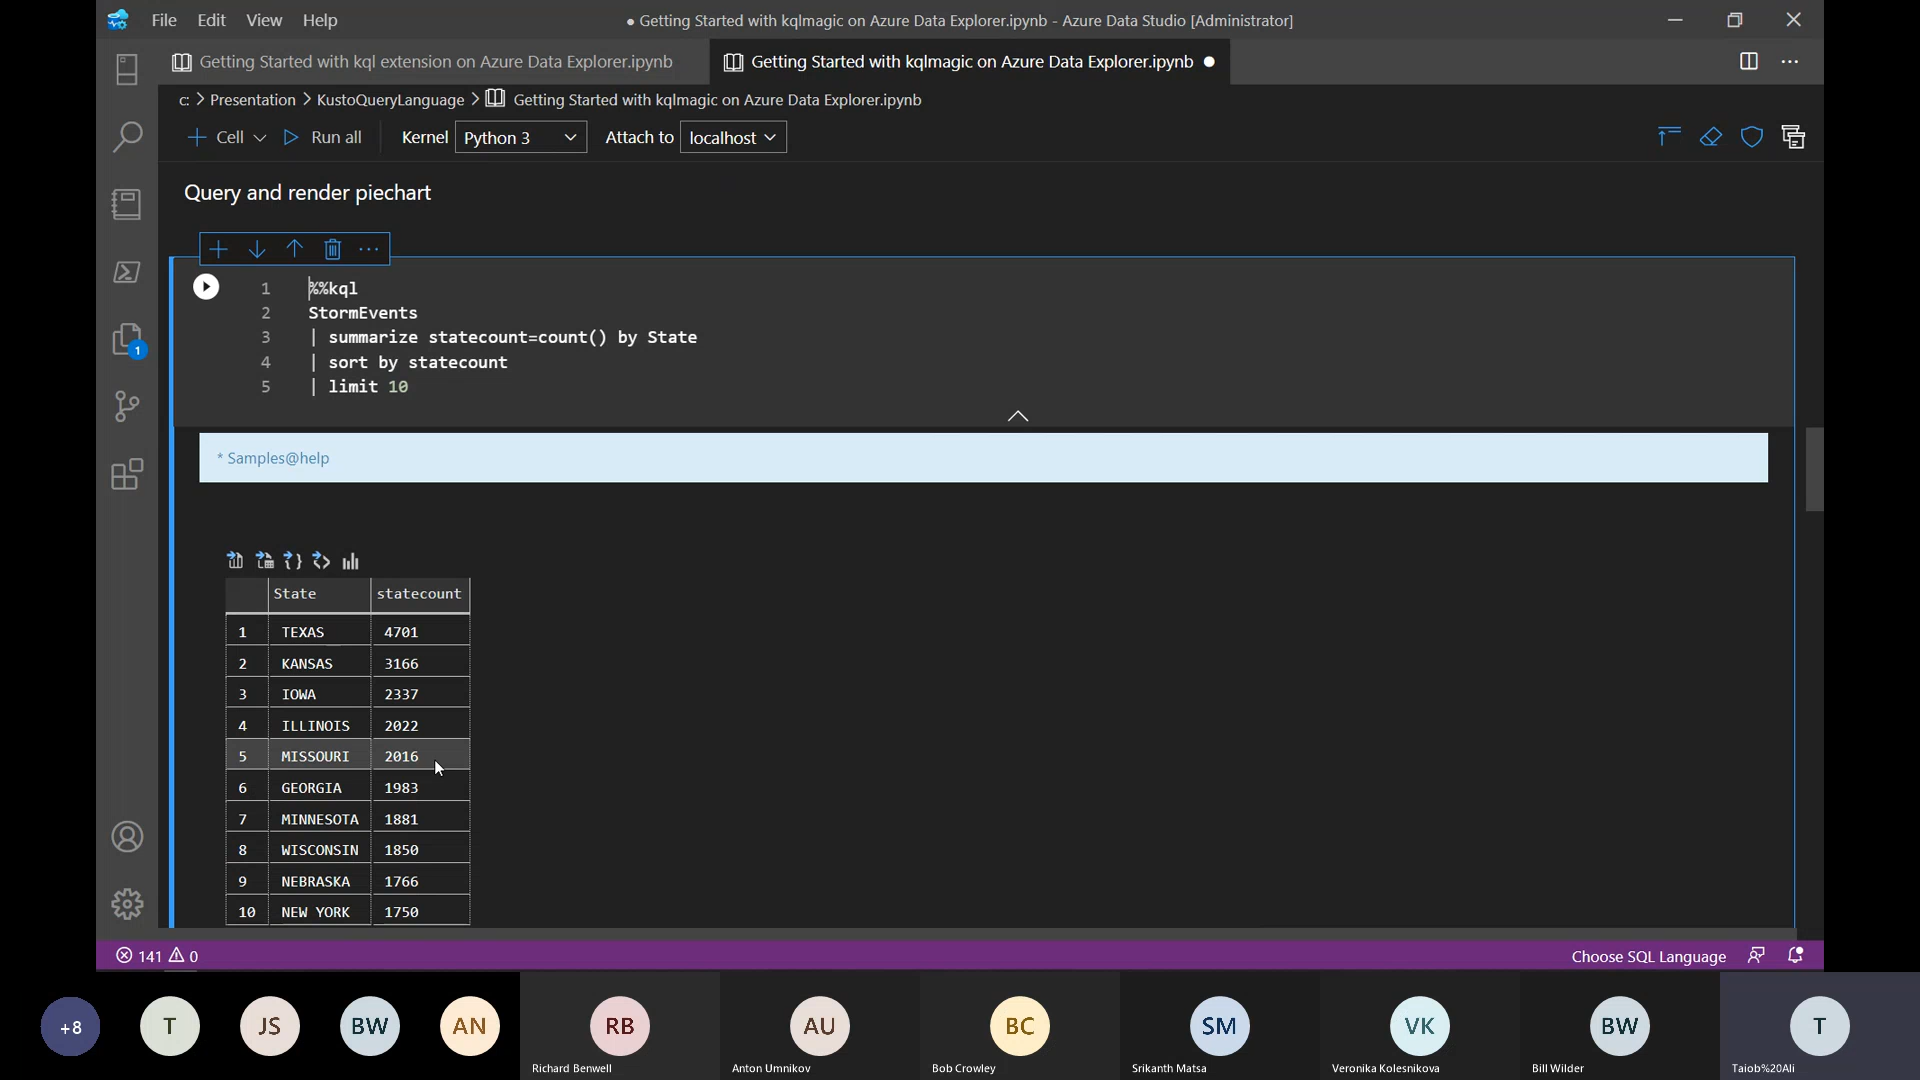 File Edit View Help
● Getting Started with kqlmagic on Azure Data Explorer.ipynb - Azure Data Studio [Administrator]
Getting Started with kql extension on Azure Data Explorer.ipynb
Getting Started with kqlmagic on Azure Data Explorer.ipynb ●
c: > Presentation > KustoQueryLanguage > Getting Started with kqlmagic on Azure Data Explorer.ipynb
Cell Run all Kernel Python 3 Attach to localhost
Query and render piechart
1 %%kql
2 StormEvents
3 | summarize statecount=count() by State
4 | sort by statecount
5 | limit 10
1
* Samples@help
State statecount
1 TEXAS 4701
2 KANSAS 3166
3 IOWA 2337
4 ILLINOIS 2022
5 MISSOURI 2016
6 GEORGIA 1983
7 MINNESOTA 1881
8 WISCONSIN 1850
9 NEBRASKA 1766
10 NEW YORK 1750
141 0 Choose SQL Language
+8 T JS BW AN RB AU BC SM VK BW T
Richard Benwell Anton Umnikov Bob Crowley Srikanth Matsa Veronika Kolesnikova Bill Wilder Taiob%20Ali